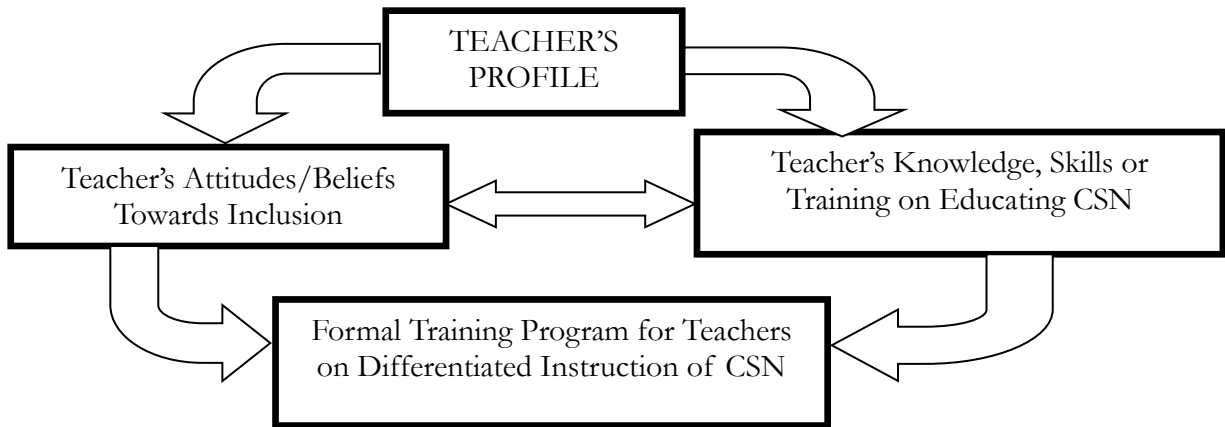 TEACHER’S
PROFILE
Teacher’s Attitudes/Beliefs
Towards Inclusion
Teacher’s Knowledge, Skills or
Training on Educating CSN
Formal Training Program for Teachers
on Differentiated Instruction of CSN